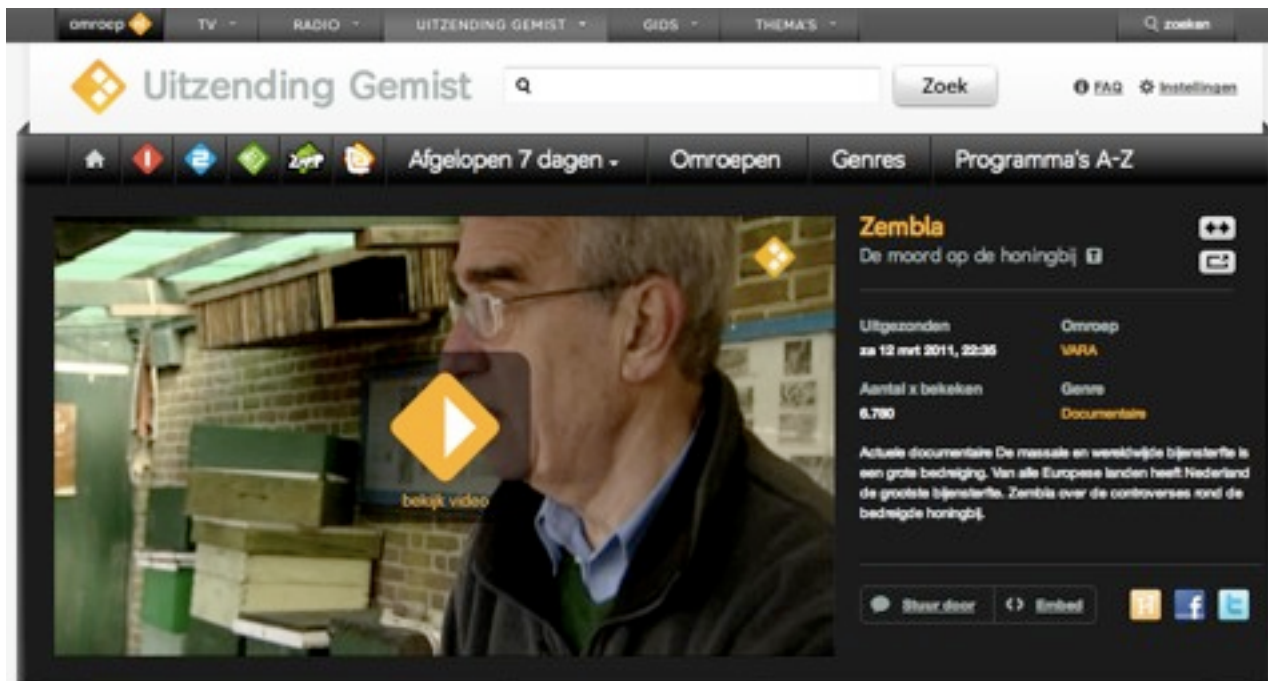 omroep
TV
RADIO
UITZENDING GEMIST
GIDS
THEMA'S
zoeken
Uitzending Gemist
Zoek
FAQ
Instellingen
1
2
3
Afgelopen 7 dagen
Omroepen
Genres
Programma's A-Z
bekijk video
Zembla
De moord op de honingbij T
Uitgezonden
Omroep
za 12 mrt 2011, 22:35
VARA
Aantal x bekeken
Genre
6.780
Documentaire
Actuele documentaire De massale en wereldwijde bijensterfte is
een grote bedreiging. Van alle Europese landen heeft Nederland
de grootste bijensterfte. Zembla over de controverses rond de
bedreigde honingbij.
Stuur door
Embed
H
f
t